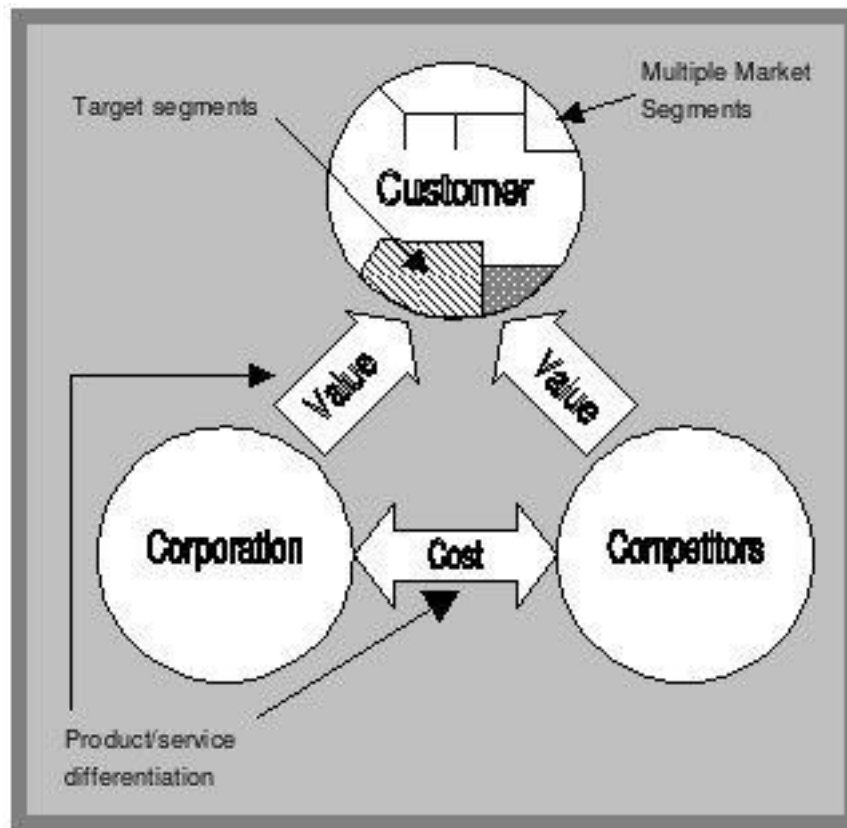 Target segments
Multiple Market
Segments
Customer
Value
Value
Corporation
Cost
Competitors
Product/service
differentiation